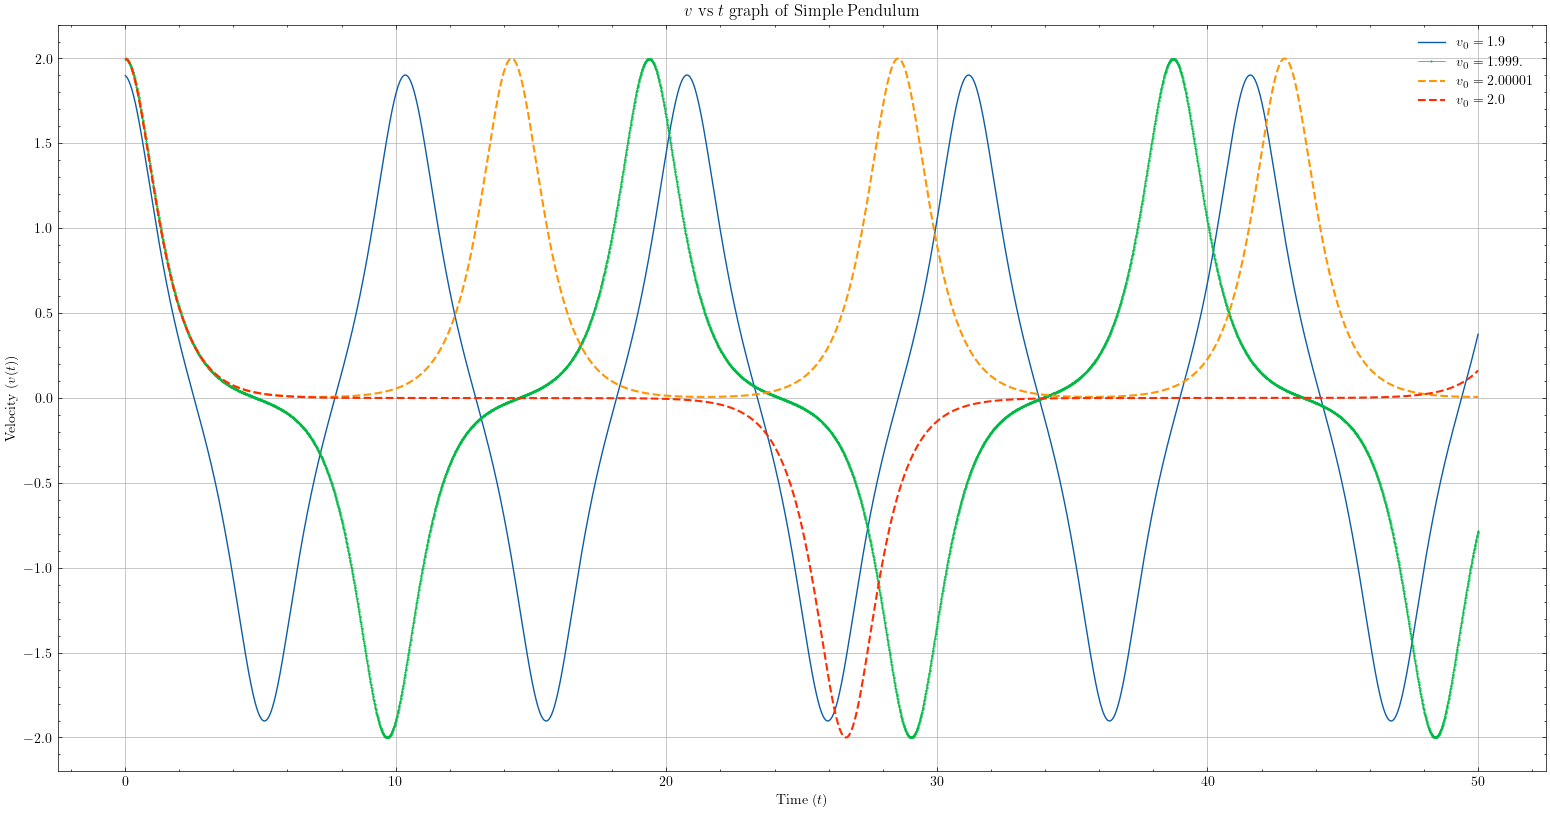 v vs t graph of Simple Pendulum
v₀ = 1.9
v₀ = 1.999.
v₀ = 2.00001
v₀ = 2.0
2.0
1.5
1.0
0.5
0.0
−0.5
−1.0
−1.5
−2.0
Velocity (v(t))
0 10 20 30 40 50
Time (t)